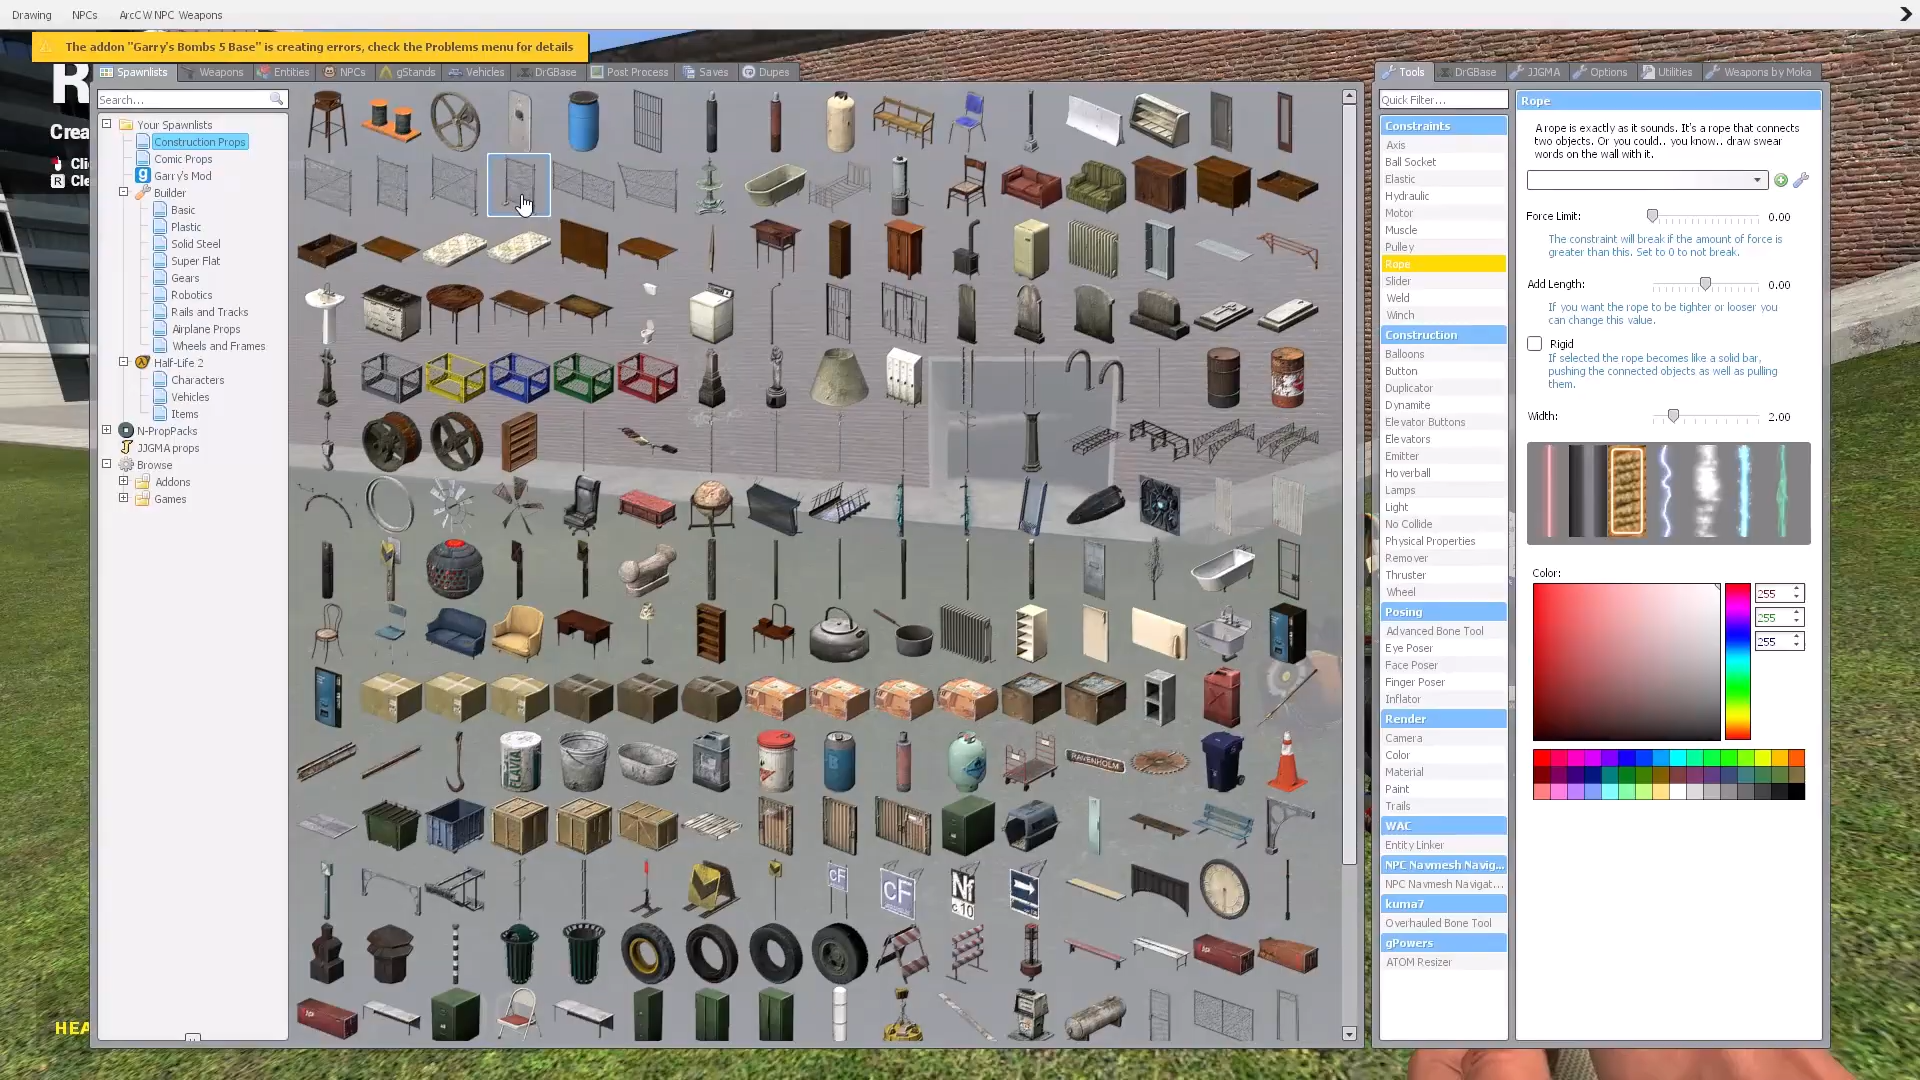 Drawing NPCs ArcCW NPC Weapons
The addon "Garry's Bombs 5 Base" is creating errors, check the Problems menu for details
R
Crea
Cli
R Cle
HEA
Spawnlists Weapons Entities NPCs gStands Vehicles DrGBase Post Process Saves Dupes
Search...
Your Spawnlists
Construction Props
Comic Props
Garry's Mod
Builder
Basic
Plastic
Solid Steel
Super Flat
Gears
Robotics
Rails and Tracks
Airplane Props
Wheels and Frames
Half-Life 2
Characters
Vehicles
Items
N-PropPacks
JJGMA props
Browse
Addons
Games
RAVENHOLM
cF
cF
Nf
c10
Tools DrGBase JJGMA Options Utilities Weapons by Moka
Quick Filter...
Constraints
Axis
Ball Socket
Elastic
Hydraulic
Motor
Muscle
Pulley
Rope
Slider
Weld
Winch
Construction
Balloons
Button
Duplicator
Dynamite
Elevator Buttons
Elevators
Emitter
Hoverball
Lamps
Light
No Collide
Physical Properties
Remover
Thruster
Wheel
Posing
Advanced Bone Tool
Eye Poser
Face Poser
Finger Poser
Inflator
Render
Camera
Color
Material
Paint
Trails
WAC
Entity Linker
NPC Navmesh Navig...
NPC Navmesh Navigat...
kuma7
Overhauled Bone Tool
gPowers
ATOM Resizer
Rope
A rope is exactly as it sounds. It's a rope that connects
two objects. Or you could.. you know.. draw swear
words on the wall with it.
Force Limit: 0.00
The constraint will break if the amount of force is
greater than this. Set to 0 to not break.
Add Length: 0.00
If you want the rope to be tighter or looser you
can change this value.
Rigid
If selected the rope becomes like a solid bar,
pushing the connected objects as well as pulling
them.
Width: 2.00
Color:
255
255
255